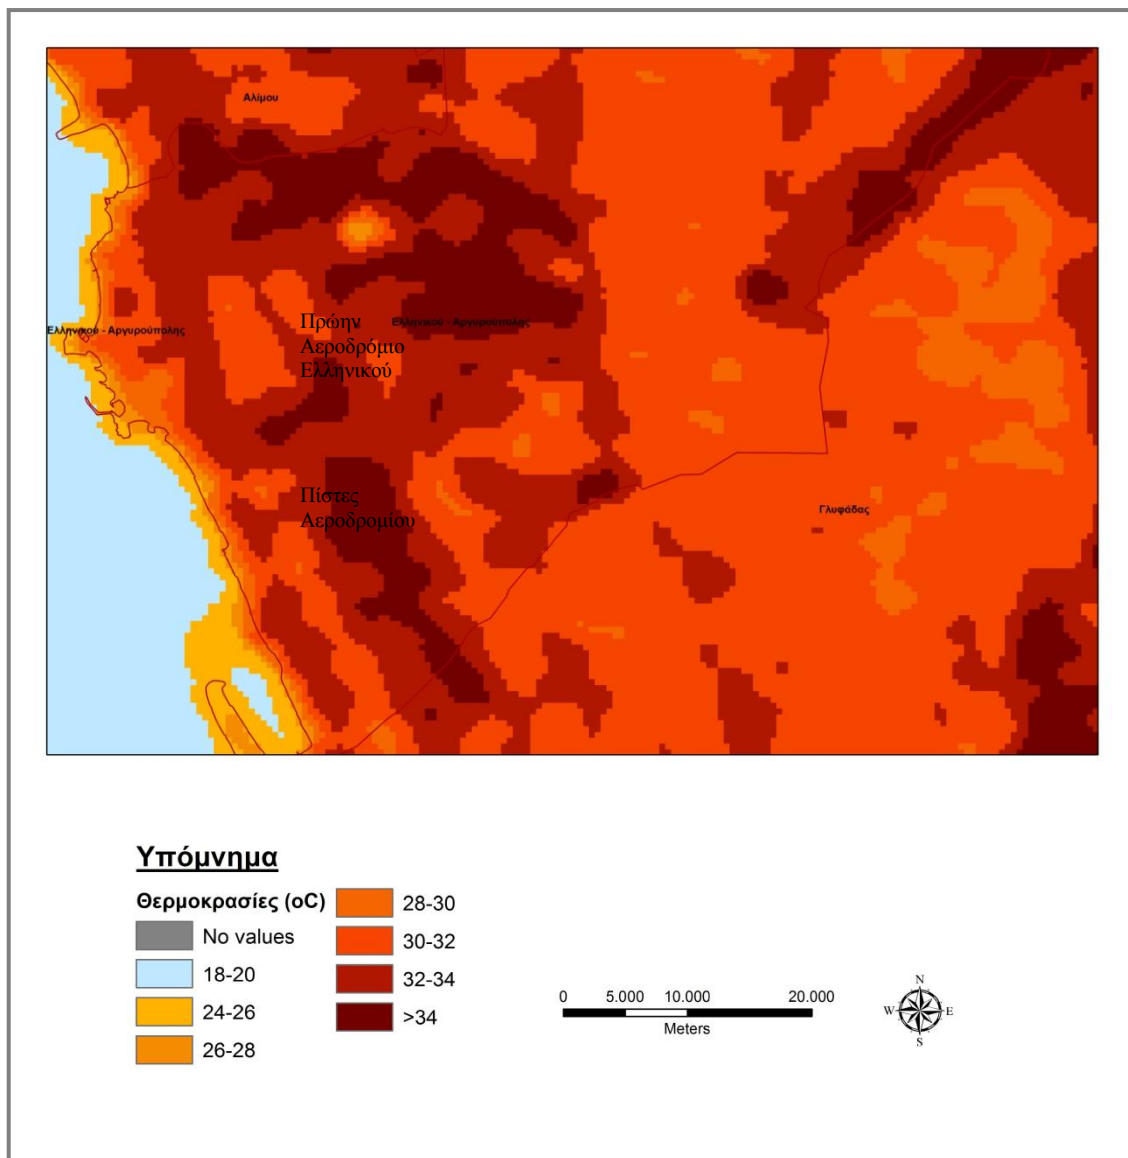 Αλίμου
Ελληνικού - Αργυρούπολης
Πρώην
Αεροδρόμιο
Ελληνικού
Ελληνικού - Αργυρούπολης
Πίστες
Αεροδρομίου
Γλυφάδας
Υπόμνημα
Θερμοκρασίες (oC)
No values
18-20
24-26
26-28
28-30
30-32
32-34
>34
0 5.000 10.000 20.000
Meters
N
W E
S